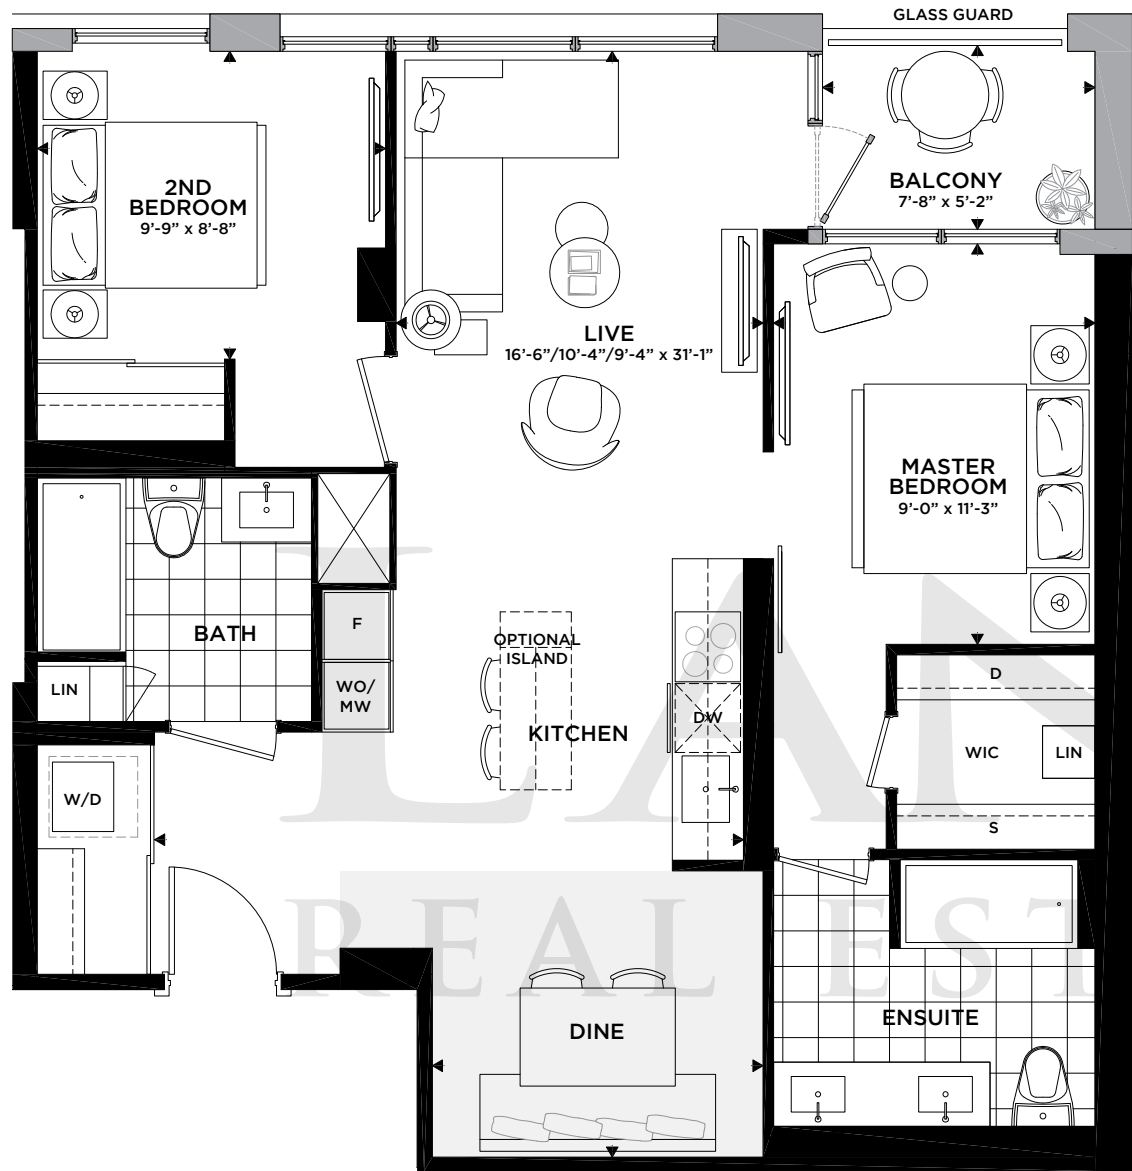 GLASS GUARD
BALCONY
7'-8" x 5'-2"
2ND
BEDROOM
9'-9" x 8'-8"
LIVE
16'-6"/10'-4"/9'-4" x 31'-1"
MASTER
BEDROOM
9'-0" x 11'-3"
BATH
F
WO/
MW
LIN
OPTIONAL
ISLAND
KITCHEN
DW
D
WIC
LIN
S
W/D
DINE
ENSUITE
LAN
REAL EST